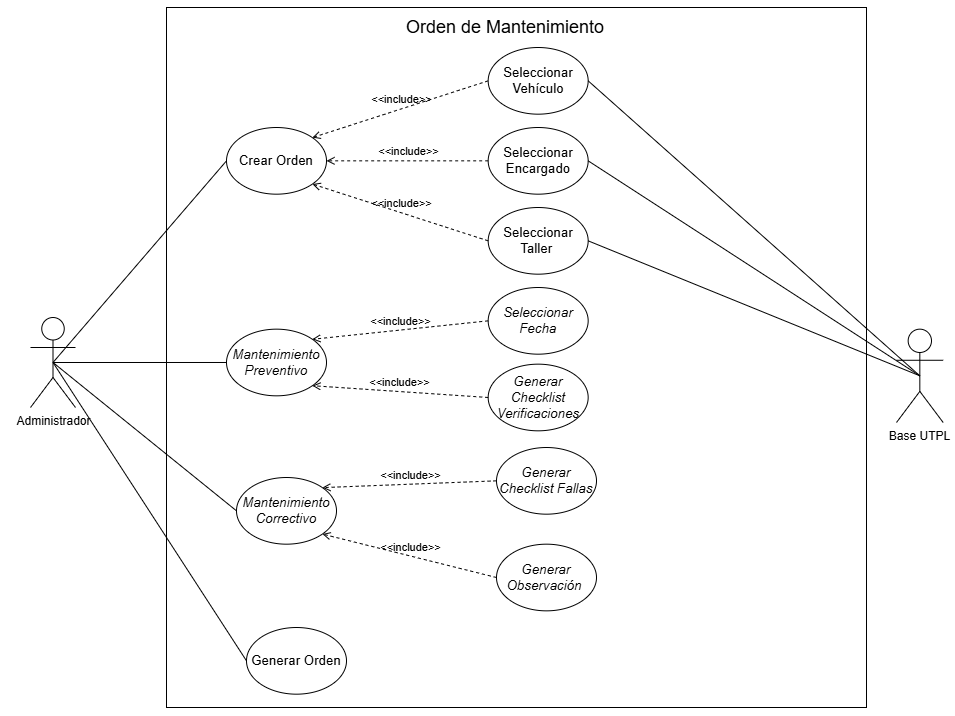 Orden de Mantenimiento
Seleccionar
Vehículo
<<include>>
Crear Orden
<<include>>
Seleccionar
Encargado
<<include>>
Seleccionar
Taller
Seleccionar
Fecha
<<include>>
Mantenimiento
Preventivo
<<include>>
Generar
Checklist
Verificaciones
Administrador
Base UTPL
Generar
Checklist Fallas
<<include>>
Mantenimiento
Correctivo
<<include>>
Generar
Observación
Generar Orden